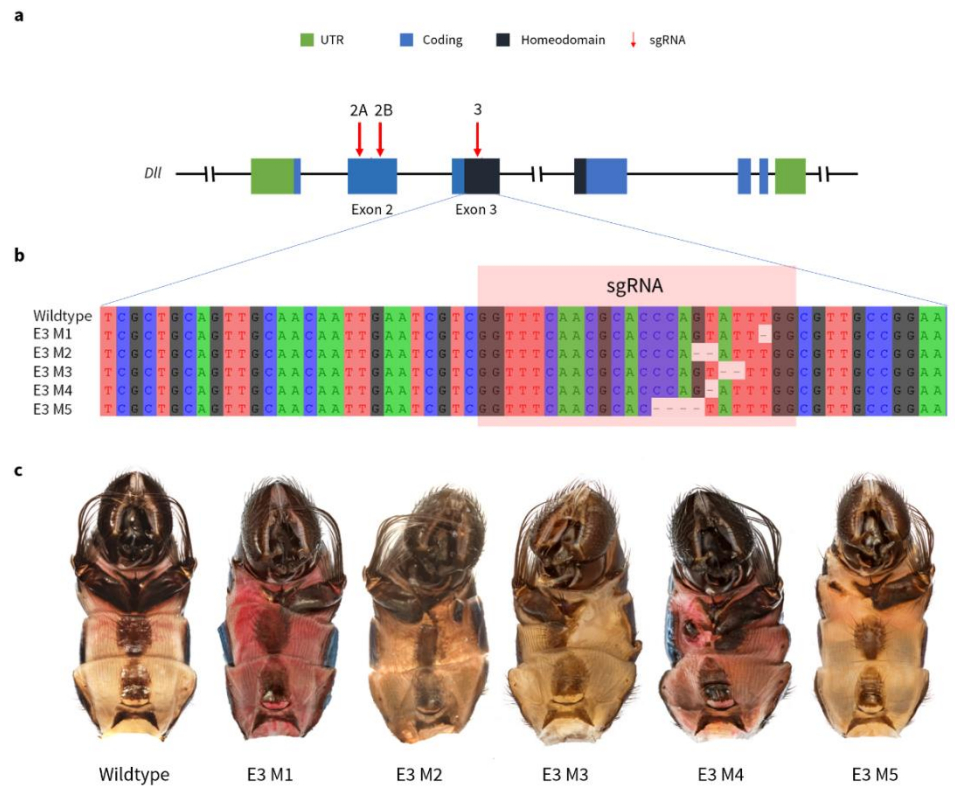 a
UTR Coding Homeodomain sgRNA
2A 2B 3
Dll
Exon 2 Exon 3
b
sgRNA
Wildtype T C G C T G C A G T T G C A A C A A T T G A A T C G T C G G T T T C A A C G C A C C C A G T A T T T G G C G T T G C C G G A A
E3 M1 T C G C T G C A G T T G C A A C A A T T G A A T C G T C G G T T T C A A C G C A C C C A G T A T T - G G C G T T G C C G G A A
E3 M2 T C G C T G C A G T T G C A A C A A T T G A A T C G T C G G T T T C A A C G C A C C C A - - A T T T G G C G T T G C C G G A A
E3 M3 T C G C T G C A G T T G C A A C A A T T G A A T C G T C G G T T T C A A C G C A C C C A G T - - T T G G C G T T G C C G G A A
E3 M4 T C G C T G C A G T T G C A A C A A T T G A A T C G T C G G T T T C A A C G C A C C C A G - A T T T G G C G T T G C C G G A A
E3 M5 T C G C T G C A G T T G C A A C A A T T G A A T C G T C G G T T T C A A C G C A C - - - - T A T T T G G C G T T G C C G G A A
c
Wildtype E3 M1 E3 M2 E3 M3 E3 M4 E3 M5